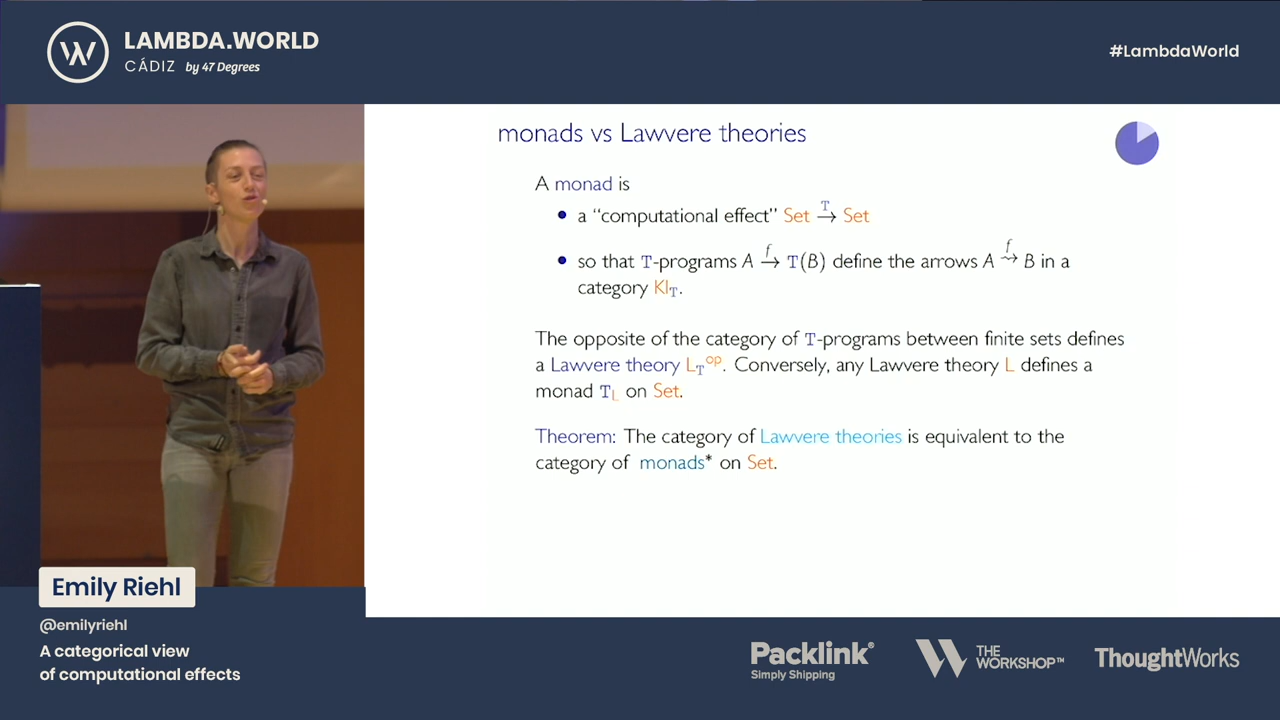 LAMBDA.WORLD
CÁDIZ by 47 Degrees
#LambdaWorld
monads vs Lawvere theories
A monad is
• a “computational effect” Set T→ Set
• so that T-programs A f→ T(B) define the arrows A f⇝ B in a
category Kl_T.
The opposite of the category of T-programs between finite sets defines
a Lawvere theory L_T^op. Conversely, any Lawvere theory L defines a
monad T_L on Set.
Theorem: The category of Lawvere theories is equivalent to the
category of monads* on Set.
Emily Riehl
@emilyriehl
A categorical view
of computational effects
Packlink®
Simply Shipping
THE
WORKSHOP™
ThoughtWorks